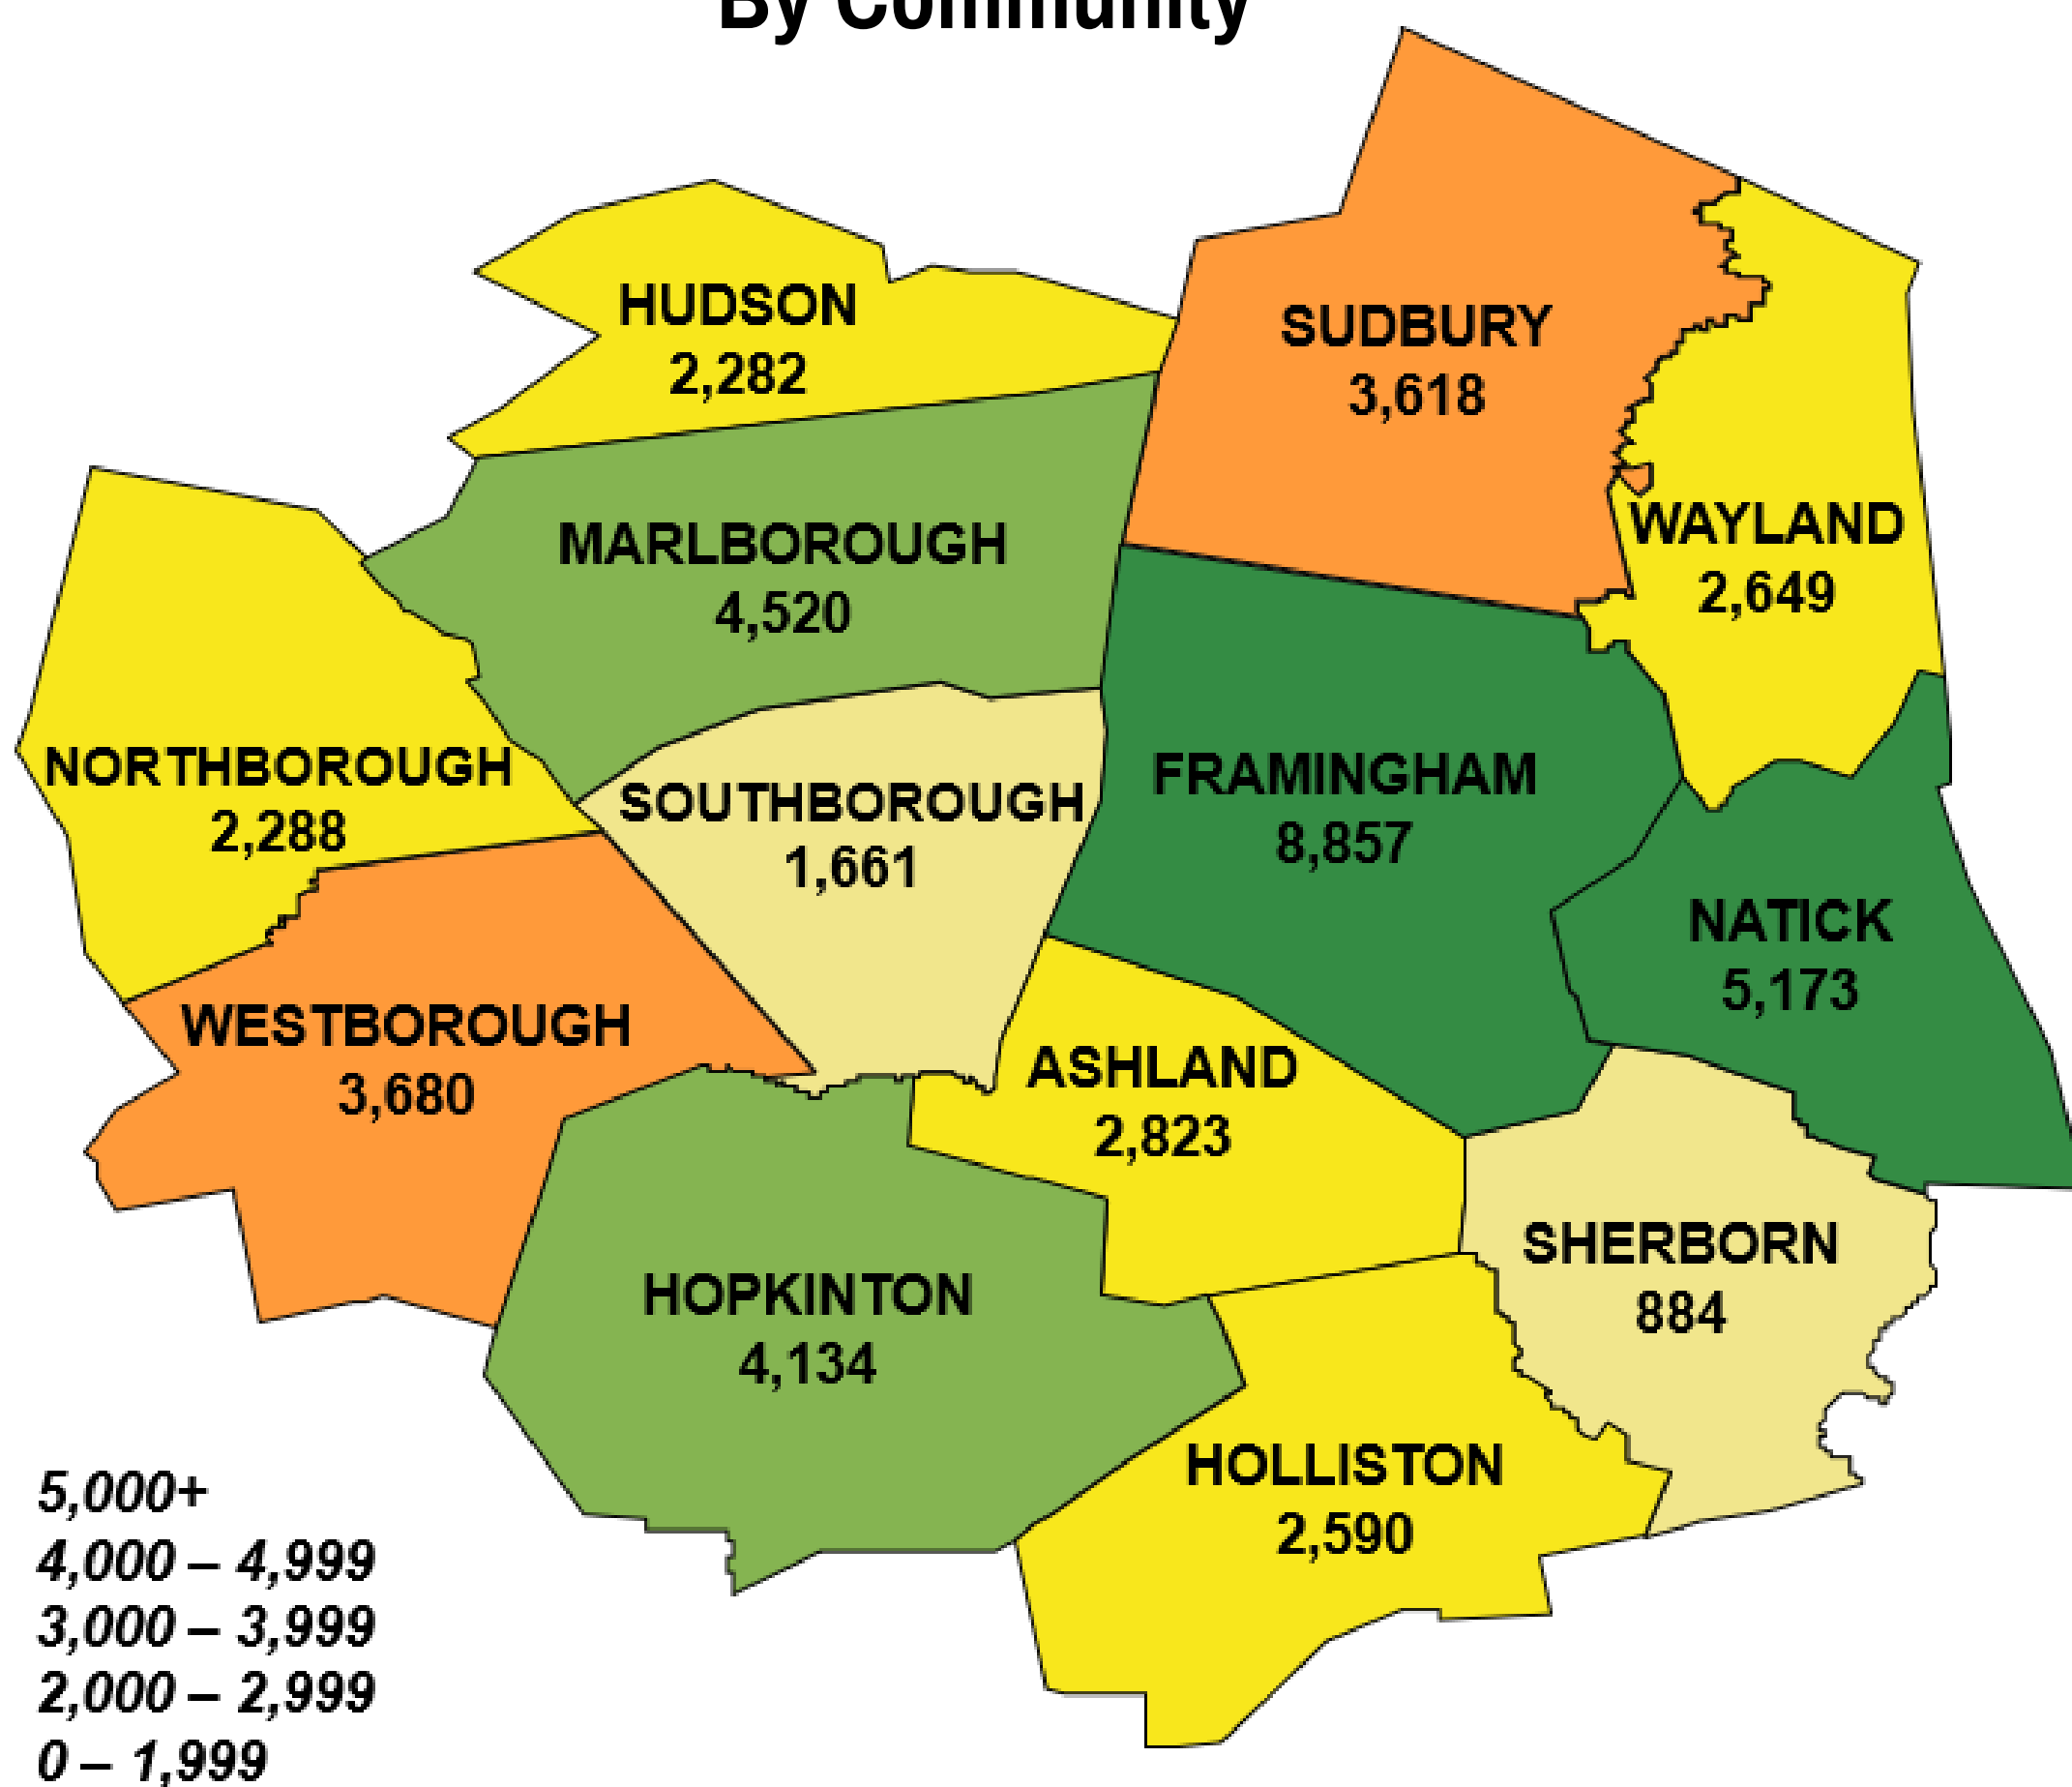 By Community
HUDSON
2,282
SUDBURY
3,618
MARLBOROUGH
4,520
WAYLAND
2,649
NORTHBOROUGH
2,288
SOUTHBOROUGH
1,661
FRAMINGHAM
8,857
NATICK
5,173
WESTBOROUGH
3,680
ASHLAND
2,823
SHERBORN
884
HOPKINTON
4,134
HOLLISTON
2,590
5,000+
4,000 – 4,999
3,000 – 3,999
2,000 – 2,999
0 – 1,999